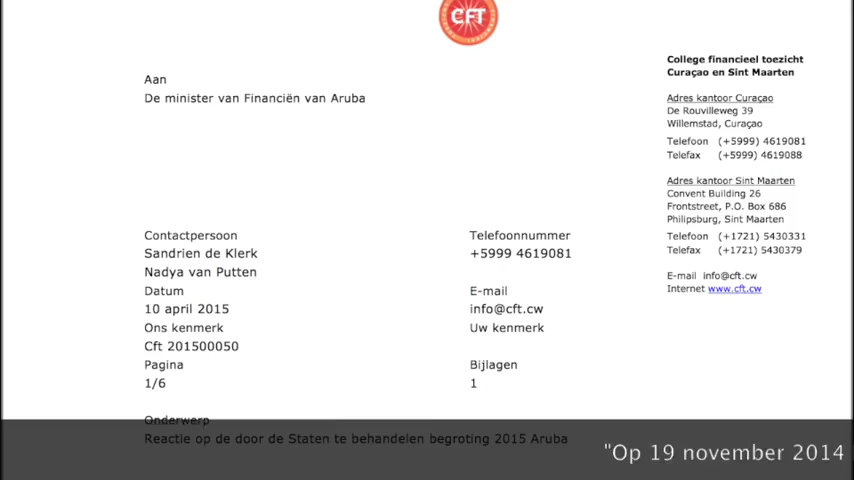 CFT
Aan
De minister van Financiën van Aruba
College financieel toezicht
Curaçao en Sint Maarten
Adres kantoor Curaçao
De Rouvilleweg 39
Willemstad, Curaçao
Telefoon (+5999) 4619081
Telefax (+5999) 4619088
Adres kantoor Sint Maarten
Convent Building 26
Frontstreet, P.O. Box 686
Philipsburg, Sint Maarten
Telefoon (+1721) 5430331
Telefax (+1721) 5430379
E-mail info@cft.cw
Internet www.cft.cw
Contactpersoon
Sandrien de Klerk
Nadya van Putten
Telefoonnummer
+5999 4619081
Datum
10 april 2015
E-mail
info@cft.cw
Ons kenmerk
Cft 201500050
Uw kenmerk
Pagina
1/6
Bijlagen
1
Onderwerp
Reactie op de door de Staten te behandelen begroting 2015 Aruba
"Op 19 november 2014